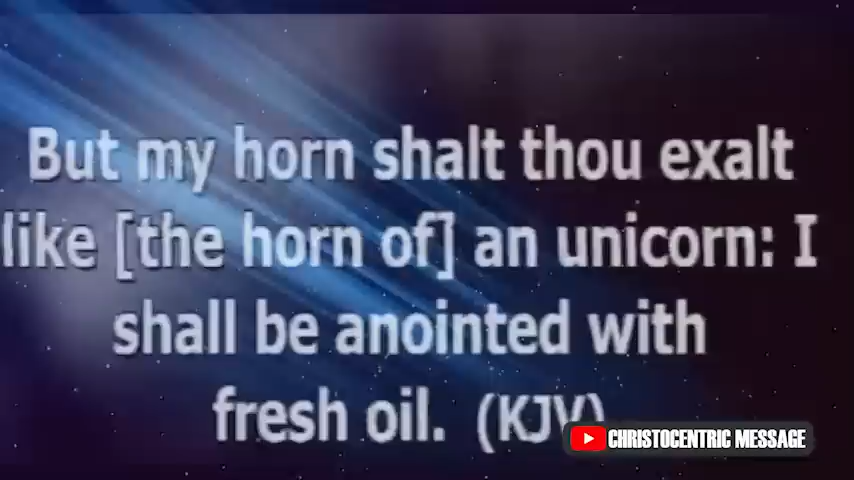 But my horn shalt thou exalt
like [the horn of] an unicorn: I
shall be anointed with
fresh oil. (KJV)
CHRISTOCENTRIC MESSAGE